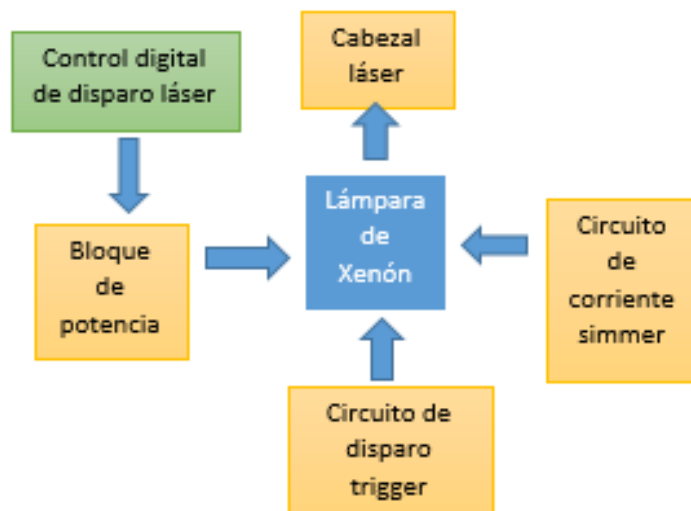 Control digital
de disparo láser
Cabezal
láser
Lámpara
de
Xenón
Bloque
de
potencia
Circuito
de
corriente
simmer
Circuito de
disparo
trigger